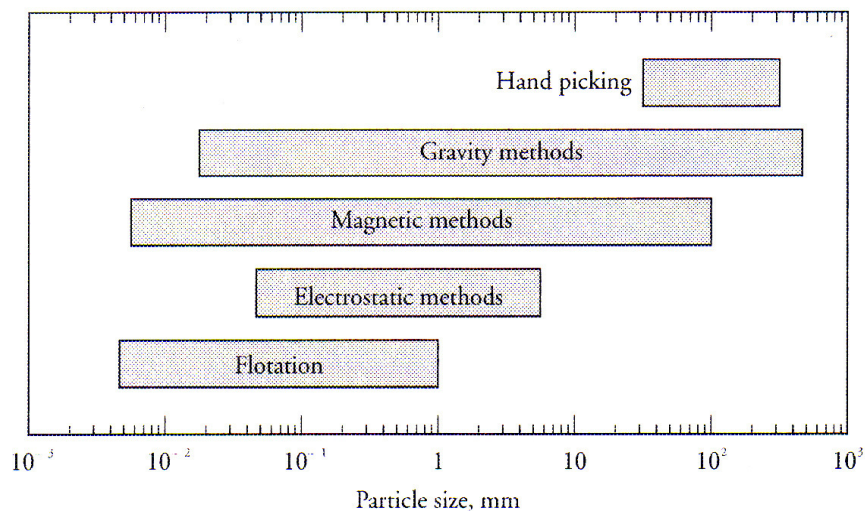 Hand picking
Gravity methods
Magnetic methods
Electrostatic methods
Flotation
10⁻³ 10⁻² 10⁻¹ 1 10 10² 10³
Particle size, mm